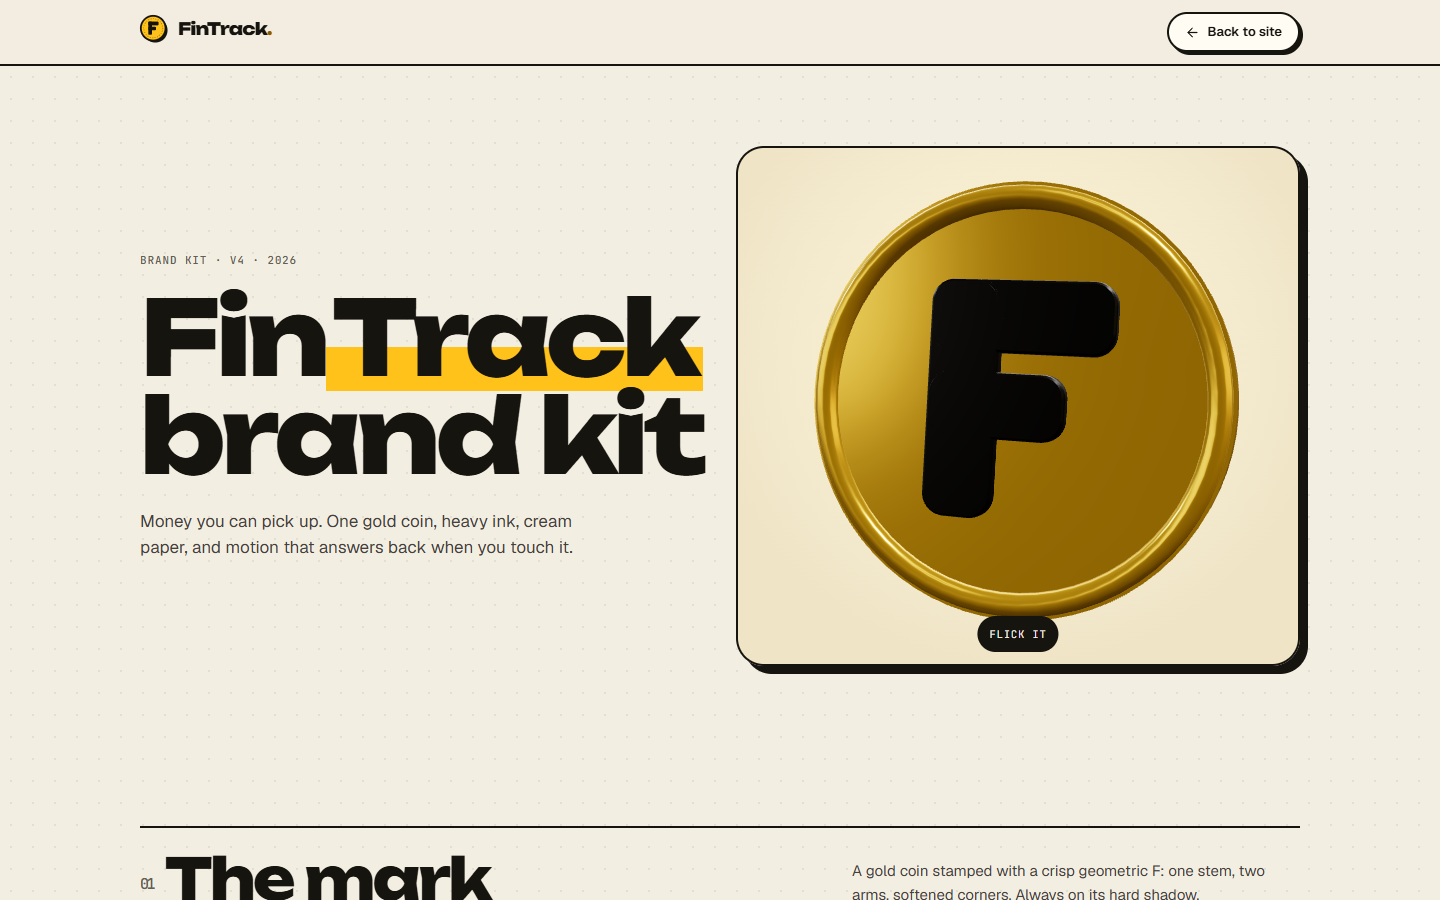 F FinTrack.
← Back to site
BRAND KIT · V4 · 2026
FinTrack
brand kit
Money you can pick up. One gold coin, heavy ink, cream
paper, and motion that answers back when you touch it.
F
FLICK IT
01 The mark
A gold coin stamped with a crisp geometric F: one stem, two
arms, softened corners. Always on its hard shadow.